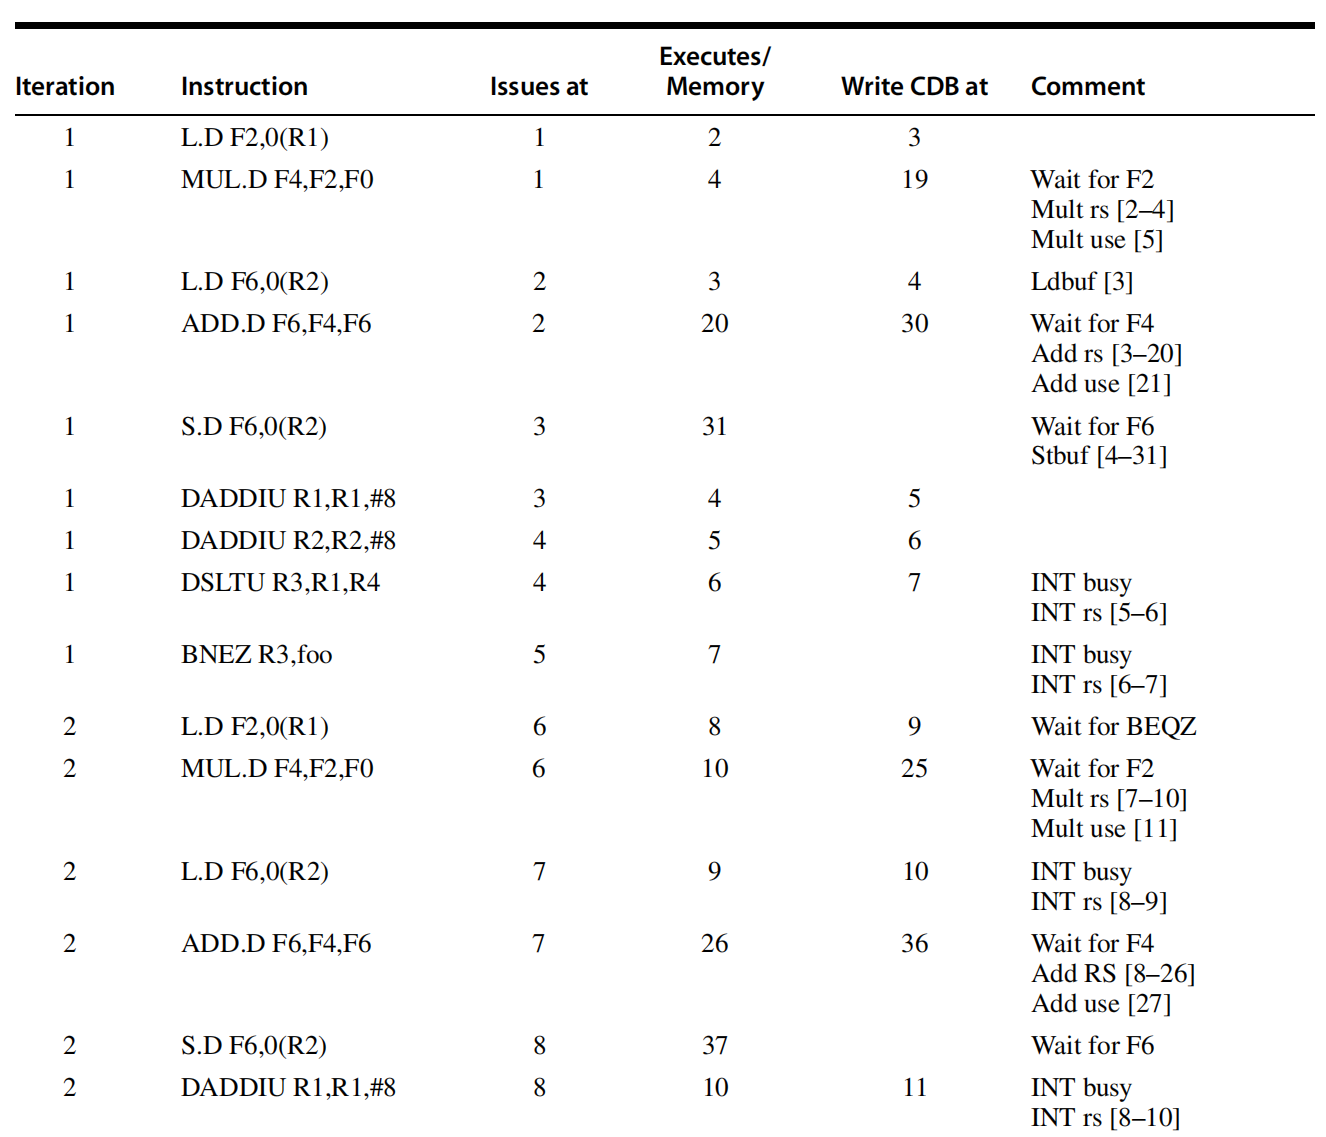 Executes/
Iteration Instruction Issues at Memory Write CDB at Comment
1 L.D F2,0(R1) 1 2 3
1 MUL.D F4,F2,F0 1 4 19 Wait for F2
Mult rs [2–4]
Mult use [5]
1 L.D F6,0(R2) 2 3 4 Ldbuf [3]
1 ADD.D F6,F4,F6 2 20 30 Wait for F4
Add rs [3–20]
Add use [21]
1 S.D F6,0(R2) 3 31 Wait for F6
Stbuf [4–31]
1 DADDIU R1,R1,#8 3 4 5
1 DADDIU R2,R2,#8 4 5 6
1 DSLTU R3,R1,R4 4 6 7 INT busy
INT rs [5–6]
1 BNEZ R3,foo 5 7 INT busy
INT rs [6–7]
2 L.D F2,0(R1) 6 8 9 Wait for BEQZ
2 MUL.D F4,F2,F0 6 10 25 Wait for F2
Mult rs [7–10]
Mult use [11]
2 L.D F6,0(R2) 7 9 10 INT busy
INT rs [8–9]
2 ADD.D F6,F4,F6 7 26 36 Wait for F4
Add RS [8–26]
Add use [27]
2 S.D F6,0(R2) 8 37 Wait for F6
2 DADDIU R1,R1,#8 8 10 11 INT busy
INT rs [8–10]